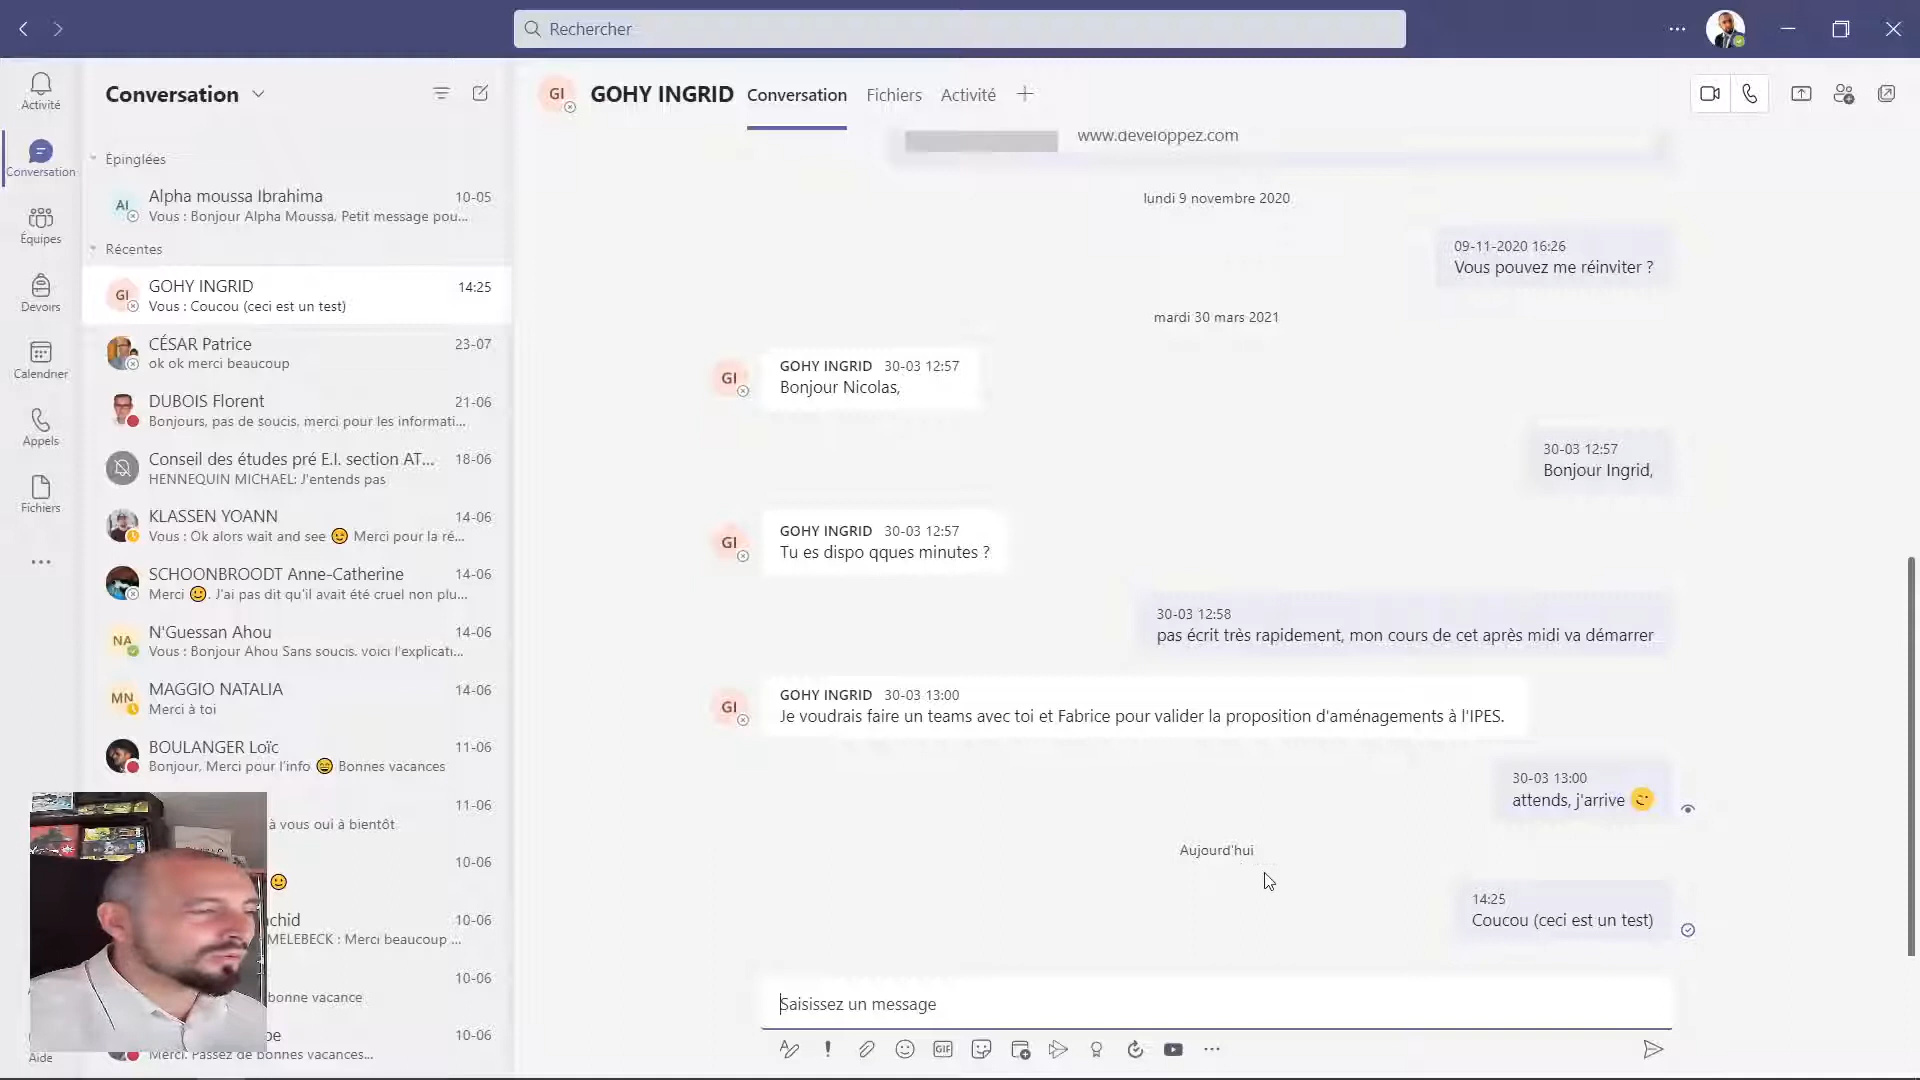 Rechercher
Activité
Conversation
Équipes
Devoirs
Calendrier
Appels
Fichiers
Aide
Conversation
Épinglées
AI
Alpha moussa Ibrahima 10-05
Vous : Bonjour Alpha Moussa, Petit message pou...
Récentes
GI
GOHY INGRID 14:25
Vous : Coucou (ceci est un test)
CÉSAR Patrice 23-07
ok ok merci beaucoup
DUBOIS Florent 21-06
Bonjours, pas de soucis, merci pour les informati...
Conseil des études pré E.I. section AT... 18-06
HENNEQUIN MICHAEL: J'entends pas
KLASSEN YOANN 14-06
Vous : Ok alors wait and see 😉 Merci pour la ré...
SCHOONBROODT Anne-Catherine 14-06
Merci 🙂. J'ai pas dit qu'il avait été cruel non plu...
NA
N'Guessan Ahou 14-06
Vous : Bonjour Ahou Sans soucis, voici l'explicati...
MN
MAGGIO NATALIA 14-06
Merci à toi
BOULANGER Loïc 11-06
Bonjour, Merci pour l'info 😄 Bonnes vacances
11-06
à vous oui à bientôt
10-06
🙂
achid 10-06
MELEBECK : Merci beaucoup ...
10-06
bonne vacance
pe 10-06
Merci. Passez de bonnes vacances...
GI
GOHY INGRID
Conversation
Fichiers
Activité
www.developpez.com
lundi 9 novembre 2020
09-11-2020 16:26
Vous pouvez me réinviter ?
mardi 30 mars 2021
GI
GOHY INGRID 30-03 12:57
Bonjour Nicolas,
30-03 12:57
Bonjour Ingrid,
GI
GOHY INGRID 30-03 12:57
Tu es dispo qques minutes ?
30-03 12:58
pas écrit très rapidement, mon cours de cet après midi va démarrer
GI
GOHY INGRID 30-03 13:00
Je voudrais faire un teams avec toi et Fabrice pour valider la proposition d'aménagements à l'IPES.
30-03 13:00
attends, j'arrive 😉
Aujourd'hui
14:25
Coucou (ceci est un test)
Saisissez un message
GIF